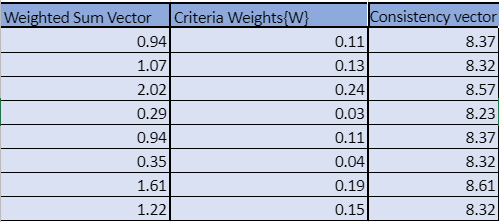 Weighted Sum Vector Criteria Weights{W} Consistency vector
0.94 0.11 8.37
1.07 0.13 8.32
2.02 0.24 8.57
0.29 0.03 8.23
0.94 0.11 8.37
0.35 0.04 8.32
1.61 0.19 8.61
1.22 0.15 8.32